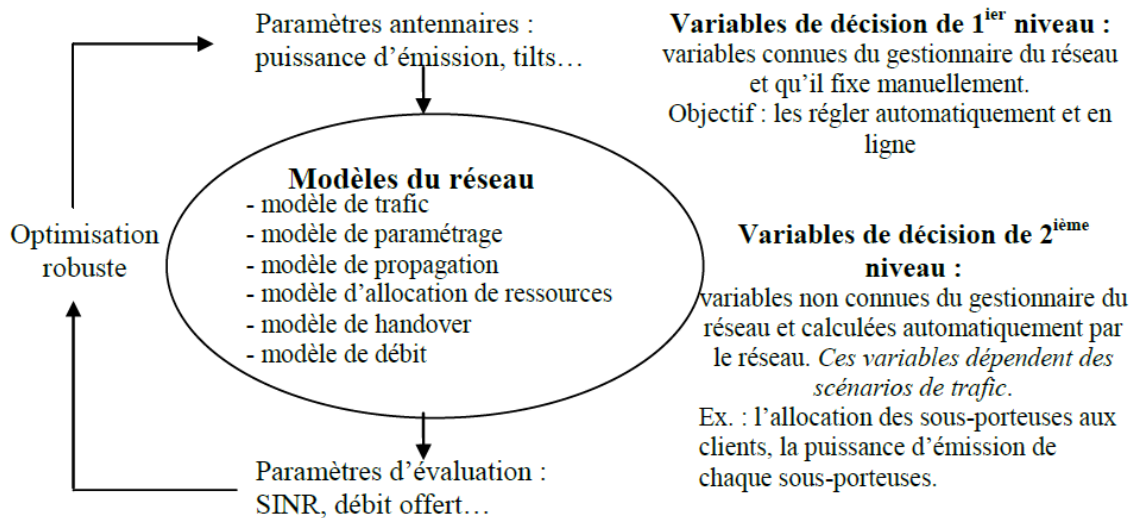 Paramètres antennaires :
puissance d’émission, tilts…
Modèles du réseau
- modèle de trafic
- modèle de paramétrage
- modèle de propagation
- modèle d’allocation de ressources
- modèle de handover
- modèle de débit
Optimisation
robuste
Paramètres d’évaluation :
SINR, débit offert…
Variables de décision de 1ier niveau :
variables connues du gestionnaire du réseau
et qu’il fixe manuellement.
Objectif : les régler automatiquement et en
ligne
Variables de décision de 2ième
niveau :
variables non connues du gestionnaire du
réseau et calculées automatiquement par
le réseau. Ces variables dépendent des
scénarios de trafic.
Ex. : l’allocation des sous-porteuses aux
clients, la puissance d’émission de
chaque sous-porteuses.